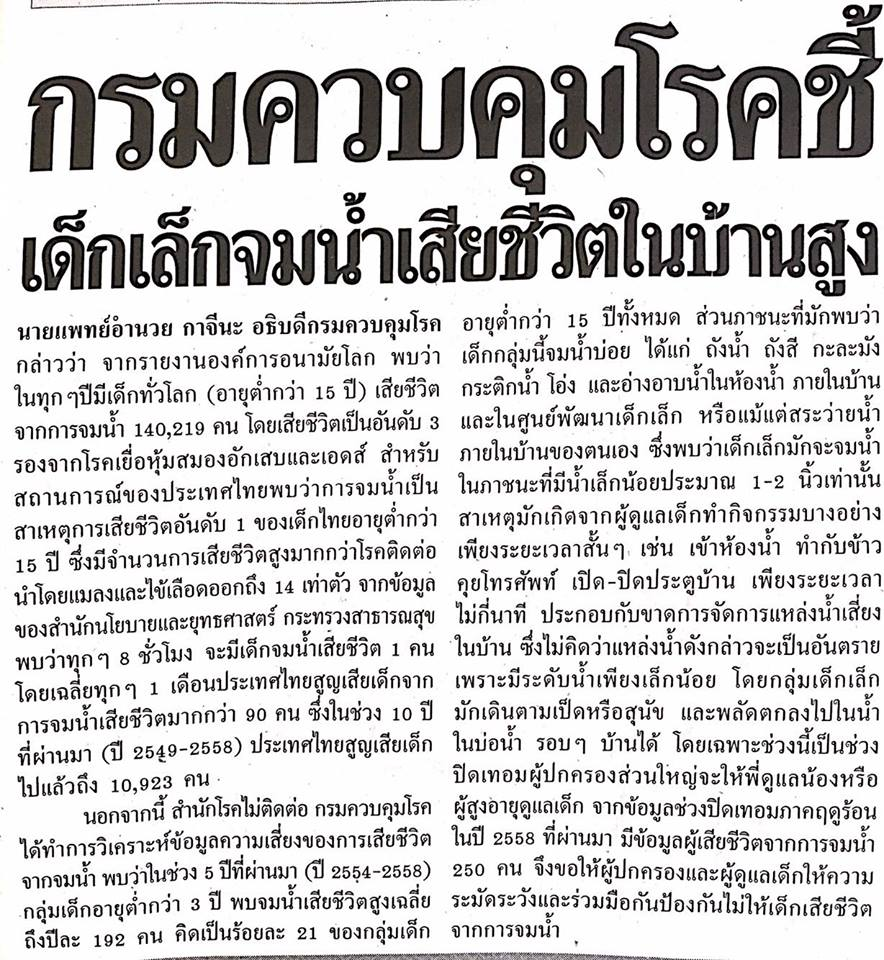 กรมควบคุมโรคชี้
เด็กเล็กจมน้ำเสียชีวิตในบ้านสูง
นายแพทย์อำนวย กาจีนะ อธิบดีกรมควบคุมโรค
กล่าวว่า จากรายงานองค์การอนามัยโลก พบว่า
ในทุกๆปีมีเด็กทั่วโลก (อายุต่ำกว่า 15 ปี) เสียชีวิต
จากการจมน้ำ 140,219 คน โดยเสียชีวิตเป็นอันดับ 3
รองจากโรคเยื่อหุ้มสมองอักเสบและเอดส์ สำหรับ
สถานการณ์ของประเทศไทยพบว่าการจมน้ำเป็น
สาเหตุการเสียชีวิตอันดับ 1 ของเด็กไทยอายุต่ำกว่า
15 ปี ซึ่งมีจำนวนการเสียชีวิตสูงมากกว่าโรคติดต่อ
นำโดยแมลงและไข้เลือดออกถึง 14 เท่าตัว จากข้อมูล
ของสำนักนโยบายและยุทธศาสตร์ กระทรวงสาธารณสุข
พบว่าทุกๆ 8 ชั่วโมง จะมีเด็กจมน้ำเสียชีวิต 1 คน
โดยเฉลี่ยทุกๆ 1 เดือนประเทศไทยสูญเสียเด็กจาก
การจมน้ำเสียชีวิตมากกว่า 90 คน ซึ่งในช่วง 10 ปี
ที่ผ่านมา (ปี 2549-2558) ประเทศไทยสูญเสียเด็ก
ไปแล้วถึง 10,923 คน
นอกจากนี้ สำนักโรคไม่ติดต่อ กรมควบคุมโรค
ได้ทำการวิเคราะห์ข้อมูลความเสี่ยงของการเสียชีวิต
จากจมน้ำ พบว่าในช่วง 5 ปีที่ผ่านมา (ปี 2554-2558)
กลุ่มเด็กอายุต่ำกว่า 3 ปี พบจมน้ำเสียชีวิตสูงเฉลี่ย
ถึงปีละ 192 คน คิดเป็นร้อยละ 21 ของกลุ่มเด็ก
อายุต่ำกว่า 15 ปีทั้งหมด ส่วนภาชนะที่มักพบว่า
เด็กกลุ่มนี้จมน้ำบ่อย ได้แก่ ถังน้ำ ถังสี กะละมัง
กระติกน้ำ โอ่ง และอ่างอาบน้ำในห้องน้ำ ภายในบ้าน
และในศูนย์พัฒนาเด็กเล็ก หรือแม้แต่สระว่ายน้ำ
ภายในบ้านของตนเอง ซึ่งพบว่าเด็กเล็กมักจะจมน้ำ
ในภาชนะที่มีน้ำเล็กน้อยประมาณ 1-2 นิ้วเท่านั้น
สาเหตุมักเกิดจากผู้ดูแลเด็กทำกิจกรรมบางอย่าง
เพียงระยะเวลาสั้นๆ เช่น เข้าห้องน้ำ ทำกับข้าว
คุยโทรศัพท์ เปิด-ปิดประตูบ้าน เพียงระยะเวลา
ไม่กี่นาที ประกอบกับขาดการจัดการแหล่งน้ำเสี่ยง
ในบ้าน ซึ่งไม่คิดว่าแหล่งน้ำดังกล่าวจะเป็นอันตราย
เพราะมีระดับน้ำเพียงเล็กน้อย โดยกลุ่มเด็กเล็ก
มักเดินตามเป็ดหรือสุนัข และพลัดตกลงไปในน้ำ
ในบ่อน้ำ รอบๆ บ้านได้ โดยเฉพาะช่วงนี้เป็นช่วง
ปิดเทอมผู้ปกครองส่วนใหญ่จะให้พี่ดูแลน้องหรือ
ผู้สูงอายุดูแลเด็ก จากข้อมูลช่วงปิดเทอมภาคฤดูร้อน
ในปี 2558 ที่ผ่านมา มีข้อมูลผู้เสียชีวิตจากการจมน้ำ
250 คน จึงขอให้ผู้ปกครองและผู้ดูแลเด็กให้ความ
ระมัดระวังและร่วมมือกันป้องกันไม่ให้เด็กเสียชีวิต
จากการจมน้ำ